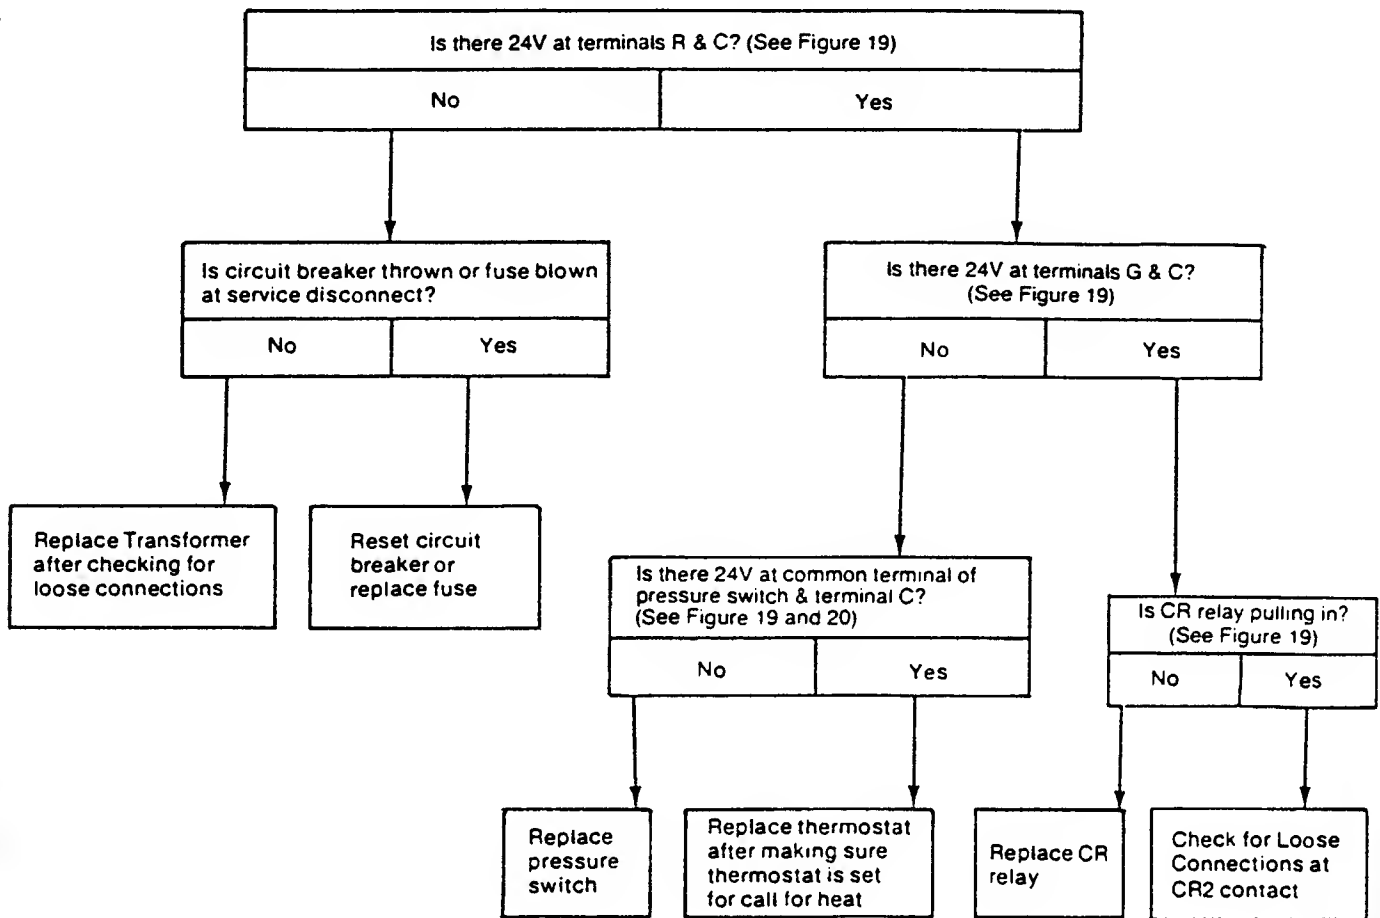 Is there 24V at terminals R & C? (See Figure 19)
No
Yes
Is circuit breaker thrown or fuse blown
at service disconnect?
No
Yes
Is there 24V at terminals G & C?
(See Figure 19)
No
Yes
Replace Transformer
after checking for
loose connections
Reset circuit
breaker or
replace fuse
Is there 24V at common terminal of
pressure switch & terminal C?
(See Figure 19 and 20)
No
Yes
Is CR relay pulling in?
(See Figure 19)
No
Yes
Replace
pressure
switch
Replace thermostat
after making sure
thermostat is set
for call for heat
Replace CR
relay
Check for Loose
Connections at
CR2 contact